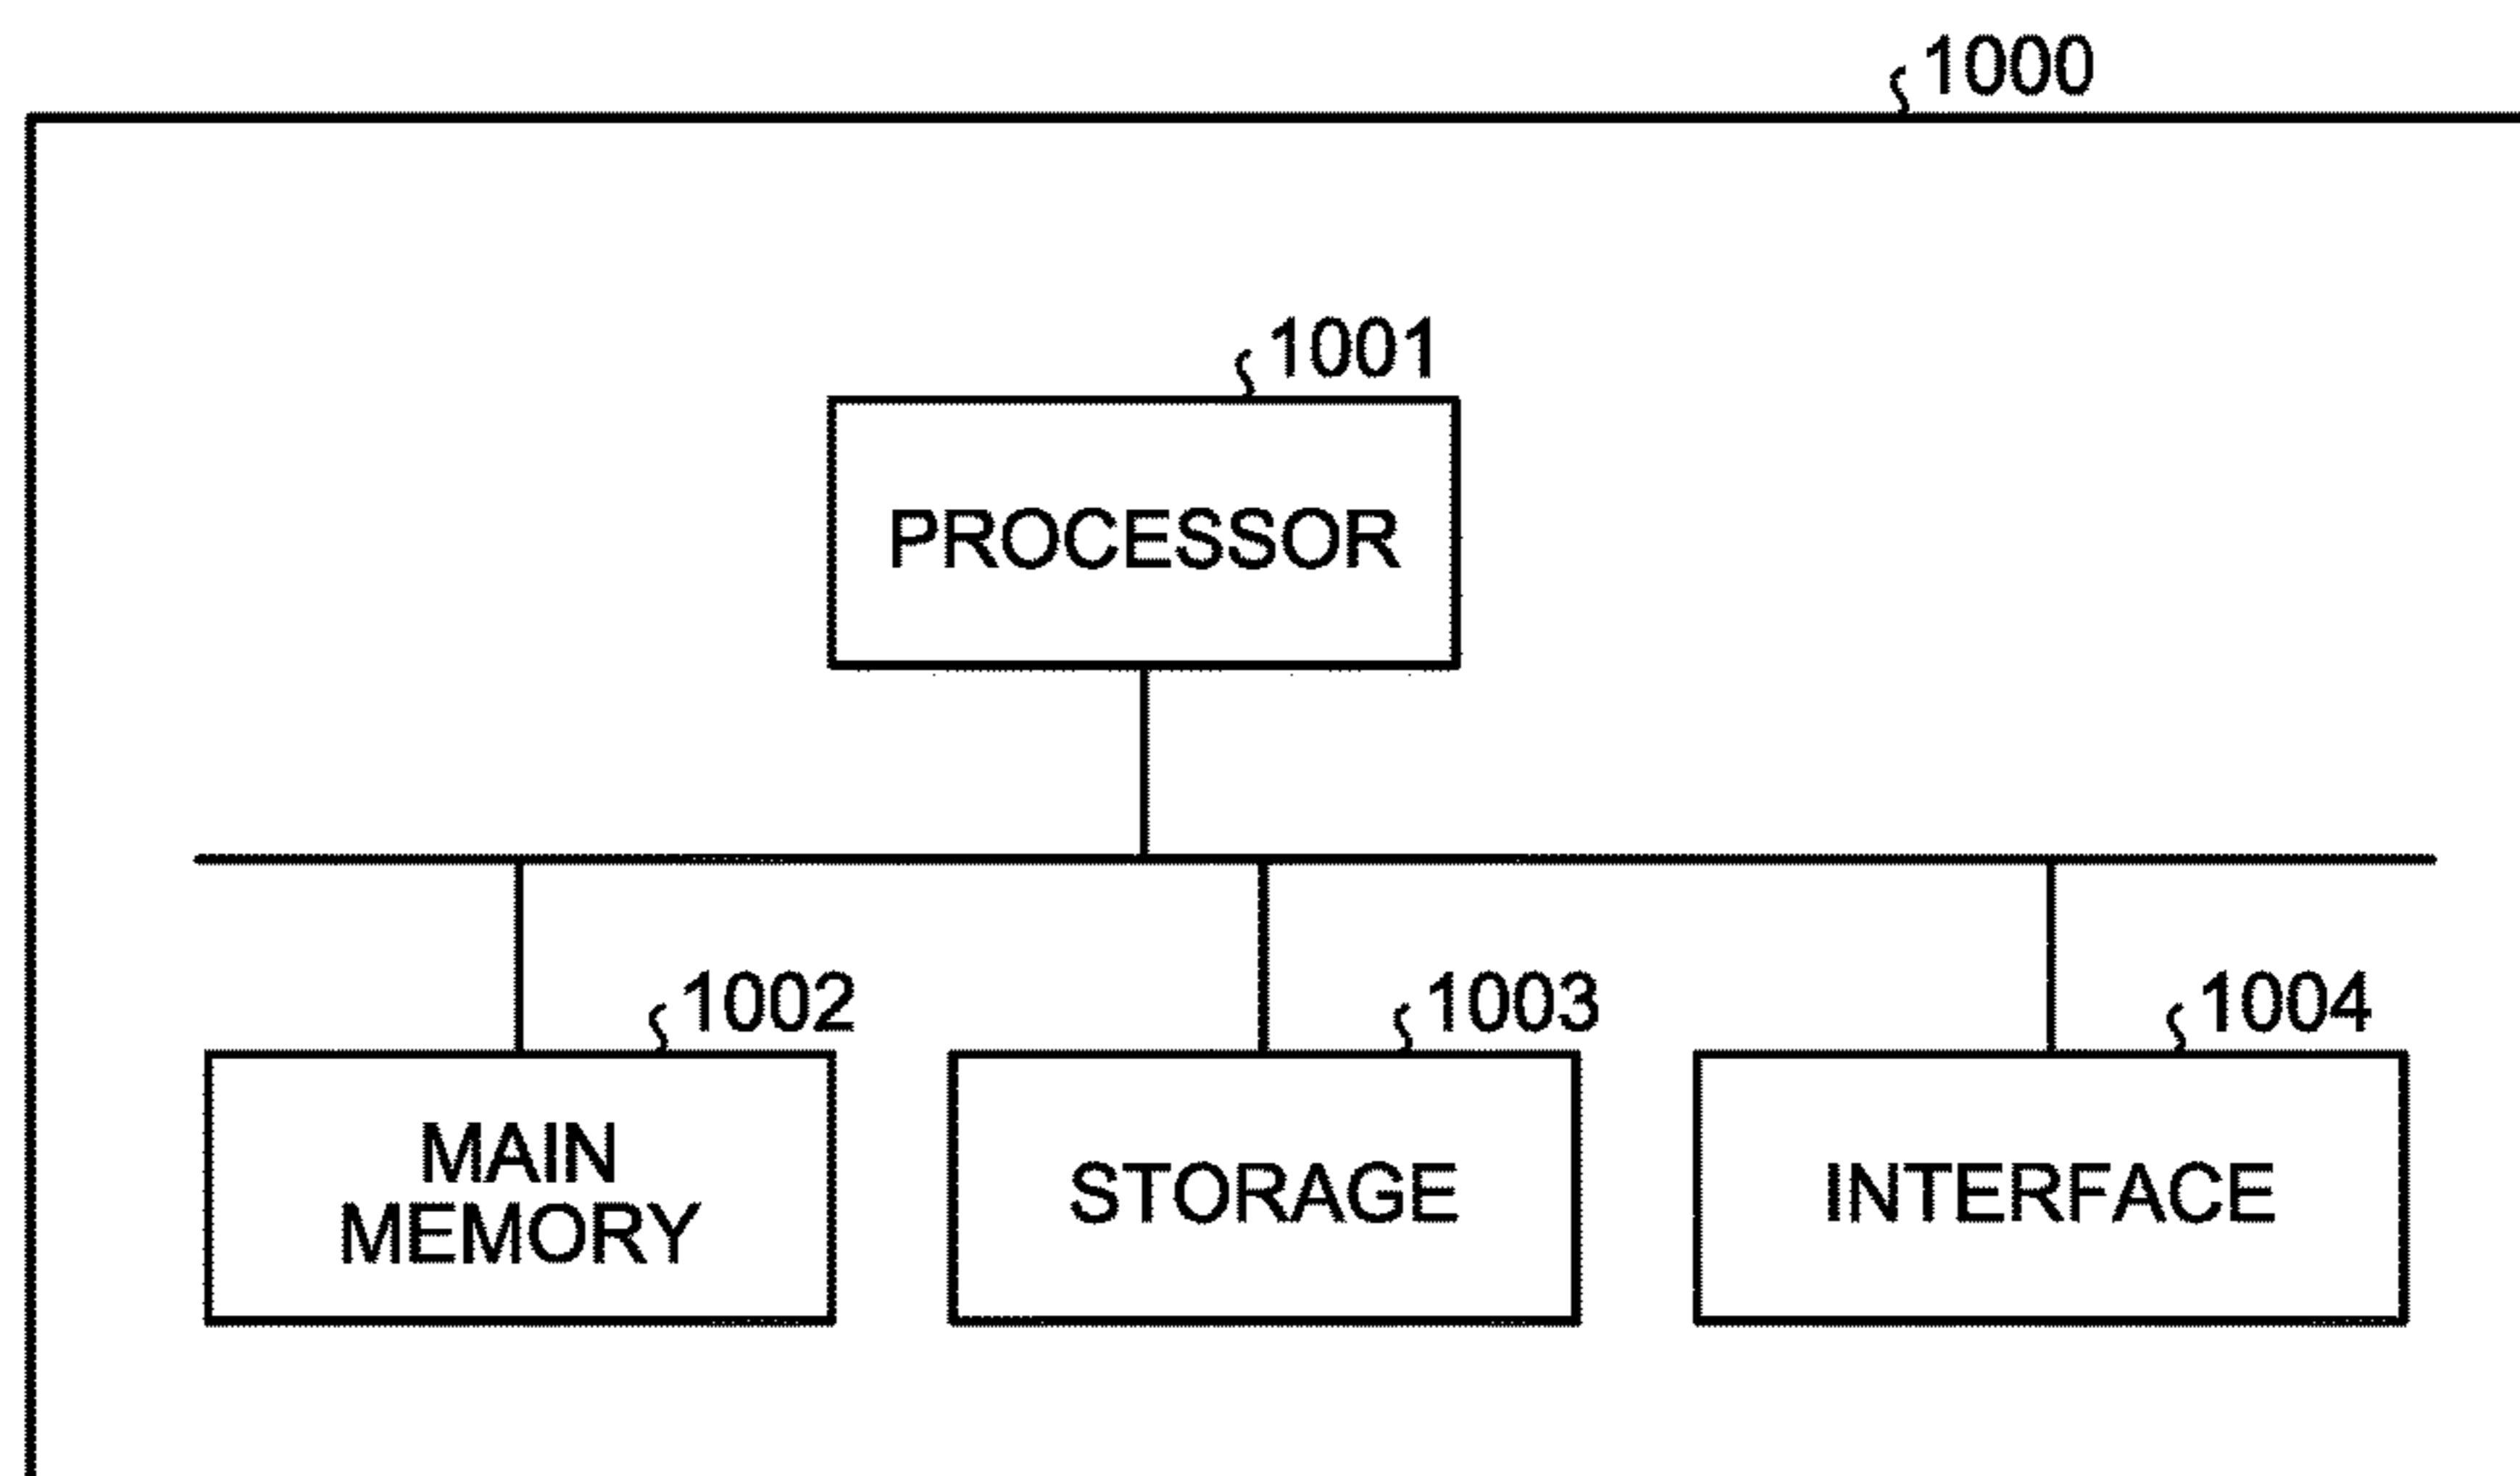 1000
1001
PROCESSOR
1002
1003
1004
MAIN
MEMORY
STORAGE
INTERFACE